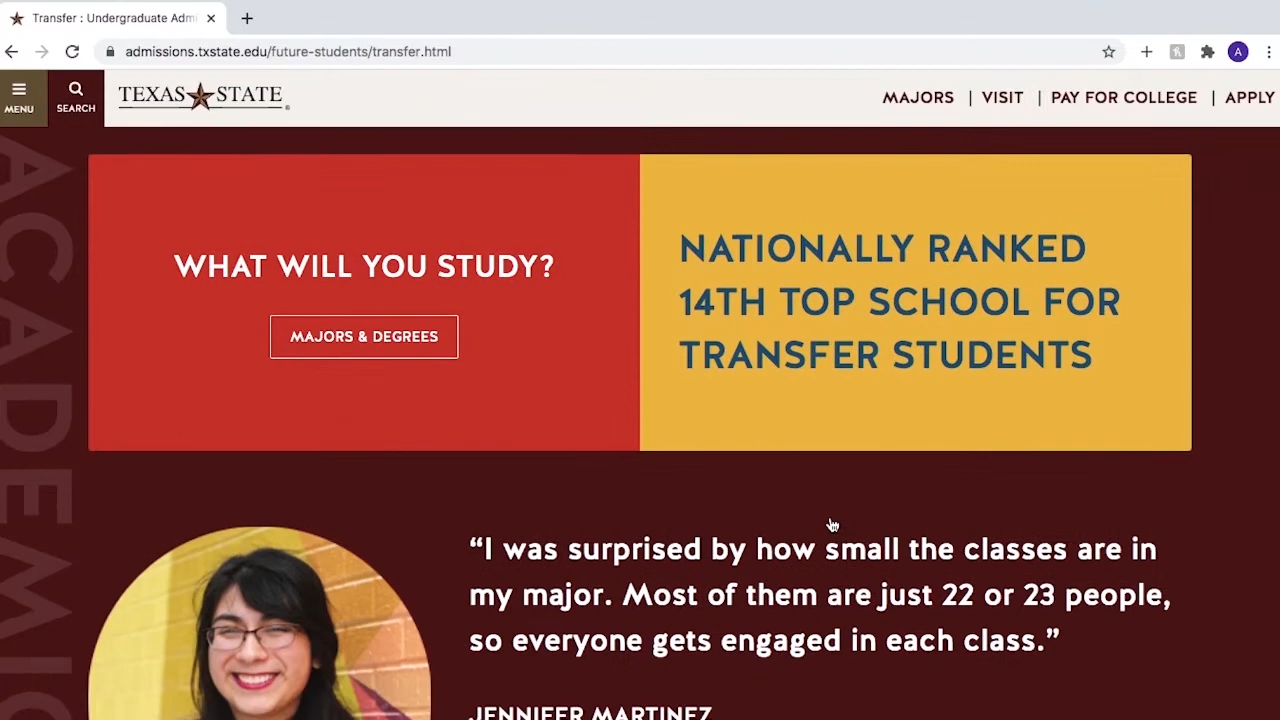 Transfer : Undergraduate Adm
admissions.txstate.edu/future-students/transfer.html
A
MENU
SEARCH
TEXAS STATE
MAJORS | VISIT | PAY FOR COLLEGE | APPLY
ACADEMIC
WHAT WILL YOU STUDY?
MAJORS & DEGREES
NATIONALLY RANKED
14TH TOP SCHOOL FOR
TRANSFER STUDENTS
“I was surprised by how small the classes are in
my major. Most of them are just 22 or 23 people,
so everyone gets engaged in each class.”
JENNIFER MARTINEZ